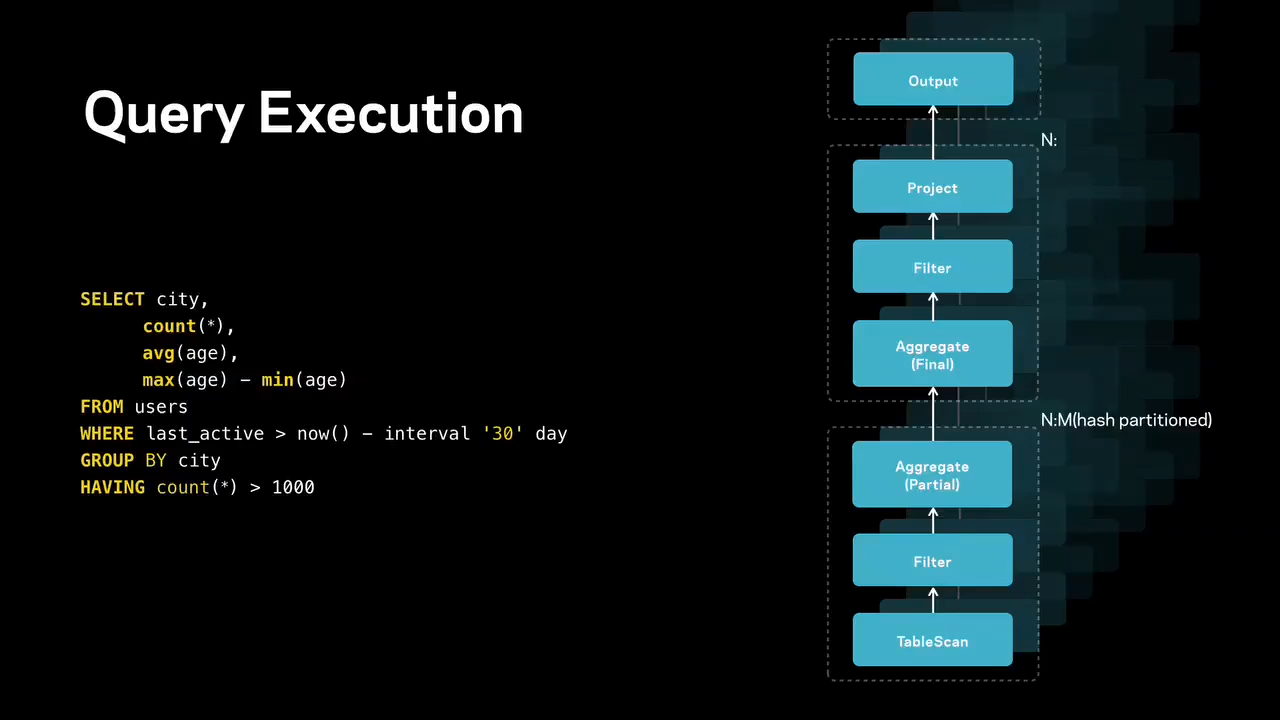 Query Execution
SELECT city,
count(*),
avg(age),
max(age) – min(age)
FROM users
WHERE last_active > now() – interval '30' day
GROUP BY city
HAVING count(*) > 1000
Output
N:
Project
Filter
Aggregate
(Final)
N:M(hash partitioned)
Aggregate
(Partial)
Filter
TableScan